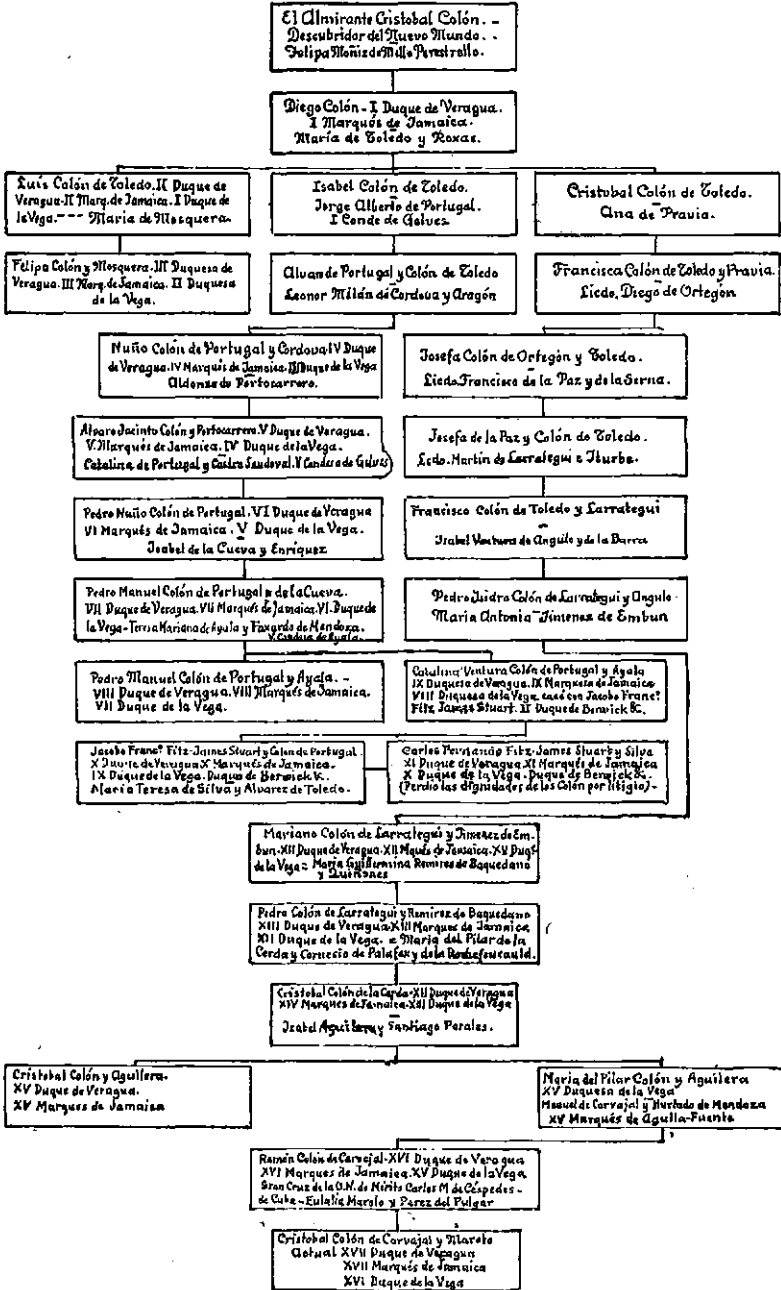 El Almirante Cristobal Colón. -
Descubridor del Nuevo Mundo. -
Felipa Moñiz de Mello Perestrello.
Diego Colón - I Duque de Veragua.
I Marqués de Jamaica.
María de Toledo y Roxas.
Luis Colón de Toledo. II Duque de
Veragua - II Marq. de Jamaica. I Duque de
la Vega. --- Maria de Mosquera.
Isabel Colón de Toledo.
Jorge Alberto de Portugal.
I Conde de Gelves
Cristobal Colón de Toledo.
Ana de Pravia.
Felipa Colón y Mosquera. III Duquesa de
Veragua. III Marq. de Jamaica. II Duquesa
de la Vega.
Alvaro de Portugal y Colón de Toledo
Leonor Milán de Cordova y Aragón
Francisca Colón de Toledo y Pravia.
Licdo. Diego de Ortegón
Nuño Colón de Portugal y Cordova. IV Duque
de Veragua. IV Marqués de Jamaica. III Duque de la Vega
Aldonza de Portocarrero.
Josefa Colón de Ortegón y Toledo.
Licdo. Francisco de la Paz y de la Serna.
Alvaro Jacinto Colón y Portocarrero. V Duque de Veragua.
V. Marqués de Jamaica. IV Duque de la Vega.
Catalina de Portugal y Castro Sandoval. V Condesa de Gelves
Josefa de la Paz y Colón de Toledo.
Lcdo. Martin de Larrategui e Iturbe.
Pedro Nuño Colón de Portugal. VI Duque de Veragua
VI Marqués de Jamaica. V Duque de la Vega.
Isabel de la Cueva y Enríquez
Francisco Colón de Toledo y Larrategui
Isabel Ventura de Angulo y de la Barra
Pedro Manuel Colón de Portugal e de la Cueva.
VII Duque de Veragua. VII Marqués de Jamaica. VI. Duque de
la Vega - Teresa Mariana de Ayala y Faxardo de Mendoza.
V. Condesa de Ayala.
Pedro Isidro Colón de Larrategui y Angulo.
María Antonia Jimenez de Embun
Pedro Manuel Colón de Portugal y Ayala. -
VIII Duque de Veragua. VIII Marqués de Jamaica.
VII Duque de la Vega.
Catalina Ventura Colón de Portugal y Ayala
IX Duquesa de Veragua. IX Marquesa de Jamaica
VIII Duquesa de la Vega. casó con Jacobo Franc?
Fitz James Stuart. II Duque de Berwick &.
Jacobo Franc? Fitz-James Stuart y Colon de Portugal.
X Duque de Veragua X Marqués de Jamaica.
IX Duque de la Vega. Duque de Berwick &.
Maria Teresa de Silva y Alvarez de Toledo.
Carlos Fernando Fitz-James Stuart y Silva
XI Duque de Veragua. XI Marqués de Jamaica
X Duque de la Vega. Duque de Berwick &.
(Perdio las dignidades de los Colón por litigio) -
Mariano Colón de Larrategui y Jimenez de Em-
bun. XII Duque de Veragua. XII Mqués de Jamaica. XV Duqe
de la Vega = Maria Guillermina Ramirez de Baquedano
y Quiñones
Pedro Colón de Larrategui y Remirez de Baquedano
XIII Duque de Veragua. XIII Marques de Jamaica
XII Duque de la Vega. = Maria del Pilar de la
Cerda y Cornecio de Palafax y de la Rochefoucauld.
Cristobal Colón de la Cerda. XII Duque de Veragua
XIV Marques de Jamaica. XIII Duque de la Vega
Isabel Aguilera y Santiago Perales.
Cristobal Colón y Aguilera.
XV Duque de Veragua.
XV Marques de Jamaica
Maria del Pilar Colón y Aguilera
XV Duquesa de la Vega
Manuel de Carvajal y Hurtado de Mendoza
XV Marqués de Aguila-Fuente
Ramón Colón de Carvajal - XVI Duque de Veragua
XVI Marques de Jamaica. XV Duque de la Vega
Gran Cruz de la O.N. de Mérito Carlos M de Céspedes -
de Cuba - Eulalia Maroto y Perez del Pulgar
Cristobal Colón de Carvajal y Maroto
Actual XVII Duque de Veragua
XVII Marqués de Jamaica
XVI Duque de la Vega